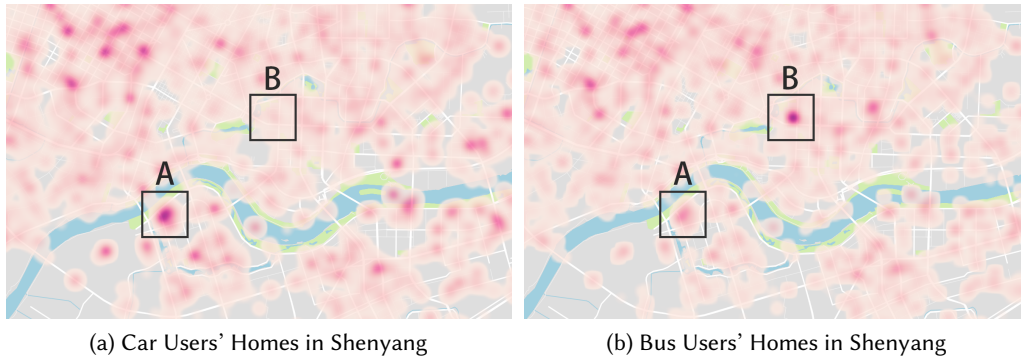 B
A
B
A
(a) Car Users' Homes in Shenyang
(b) Bus Users' Homes in Shenyang